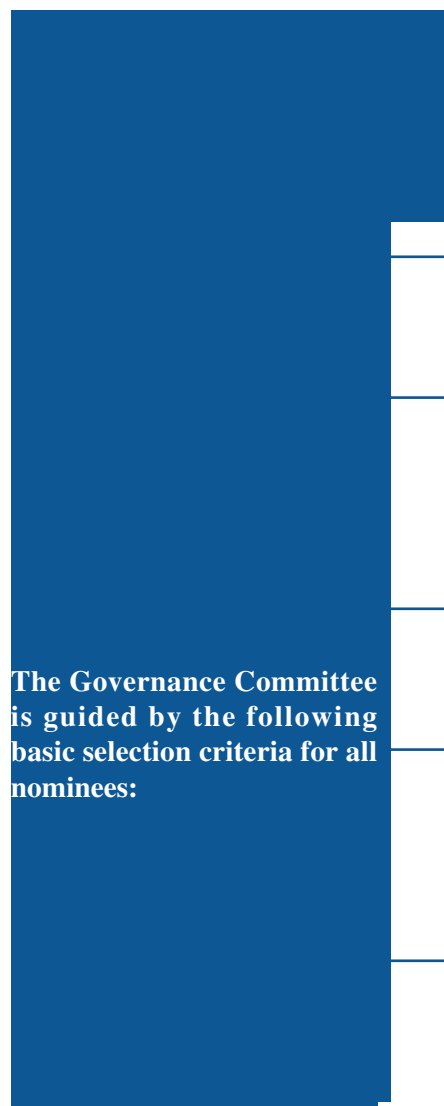 The Governance Committee
is guided by the following
basic selection criteria for all
nominees: